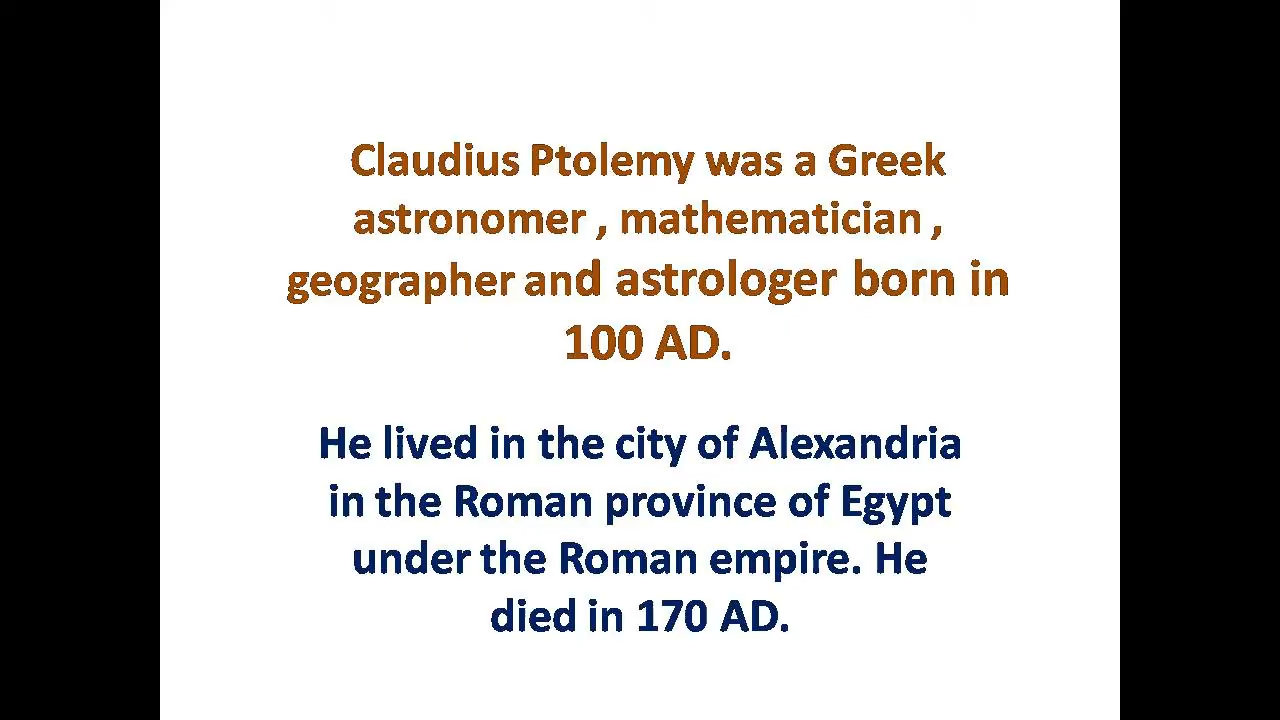 Claudius Ptolemy was a Greek
astronomer , mathematician ,
geographer and astrologer born in
100 AD.
He lived in the city of Alexandria
in the Roman province of Egypt
under the Roman empire. He
died in 170 AD.